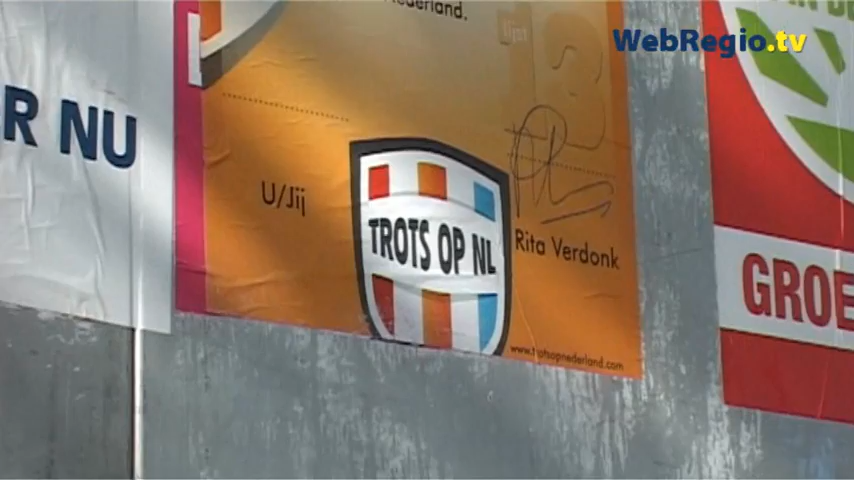 nederland.
WebRegio.tv
R NU
U/Jij
TROTS OP NL
Rita Verdonk
www.trotsopnederland.com
GROE